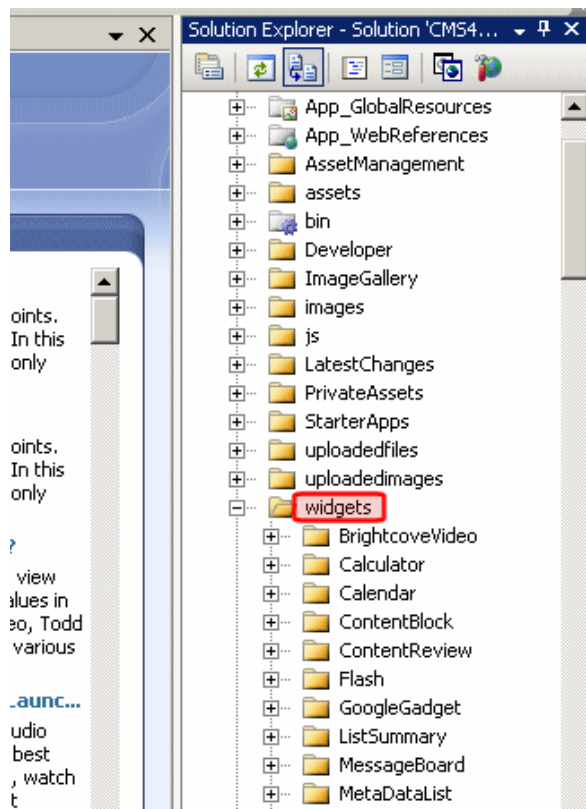 Solution Explorer - Solution 'CMS4...
App_GlobalResources
App_WebReferences
AssetManagement
assets
bin
Developer
ImageGallery
images
js
LatestChanges
PrivateAssets
StarterApps
uploadedfiles
uploadedimages
widgets
BrightcoveVideo
Calculator
Calendar
ContentBlock
ContentReview
Flash
GoogleGadget
ListSummary
MessageBoard
MetaDataList
oints.
In this
only
oints.
In this
only
?
view
alues in
eo, Todd
various
Launc...
udio
best
, watch
t